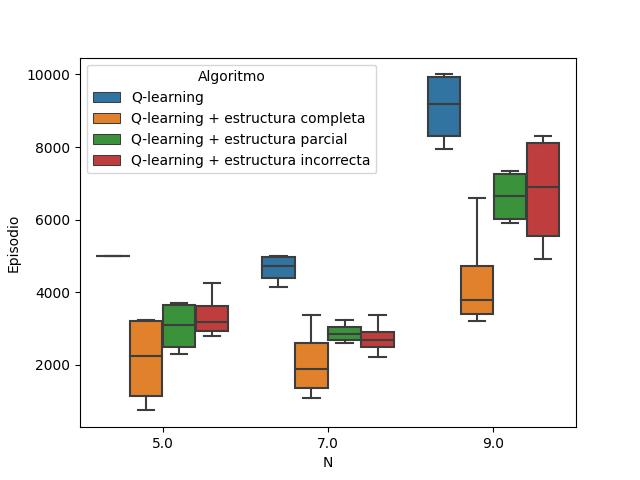 Algoritmo
Q-learning
Q-learning + estructura completa
Q-learning + estructura parcial
Q-learning + estructura incorrecta
Episodio
10000
8000
6000
4000
2000
5.0 7.0 9.0
N